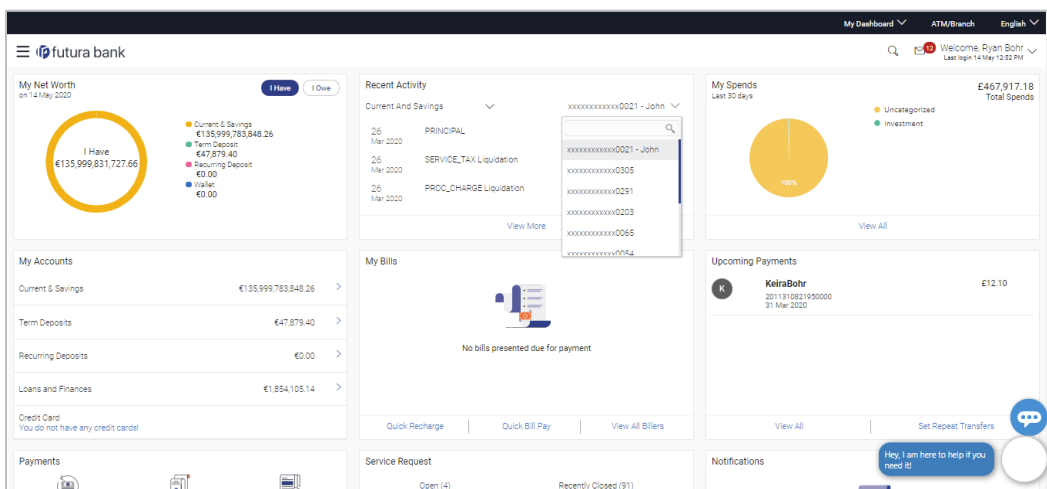 My Dashboard ATM/Branch English
futura bank
12 Welcome, Ryan Bohr
Last login 14 May 12:52 PM
My Net Worth
on 14 May 2020
I Have I Owe
I Have
€135,999,831,727.66
Current & Savings
€135,999,783,848.26
Term Deposit
€47,879.40
Recurring Deposit
€0.00
Wallet
€0.00
Recent Activity
Current And Savings xxxxxxxxxxxx0021 - John
26 PRINCIPAL
Mar 2020
26 SERVICE_TAX Liquidation
Mar 2020
26 PROC_CHARGE Liquidation
Mar 2020
View More
xxxxxxxxxxxx0021 - John
xxxxxxxxxxxx0305
xxxxxxxxxxxx0291
xxxxxxxxxxxx0203
xxxxxxxxxxxx0065
xxxxxxxxxxxx0054
My Spends £467,917.18
Last 30 days Total Spends
Uncategorized
Investment
100%
View All
My Accounts
Current & Savings €135,999,783,848.26
Term Deposits €47,879.40
Recurring Deposits €0.00
Loans and Finances €1,854,105.14
Credit Card
You do not have any credit cards!
My Bills
No bills presented due for payment
Quick Recharge Quick Bill Pay View All Billers
Upcoming Payments
K KeiraBohr £12.10
2011310821950000
31 Mar 2020
View All Set Repeat Transfers
Hey, I am here to help if you
need it!
Payments
Service Request
Open (4) Recently Closed (91)
Notifications